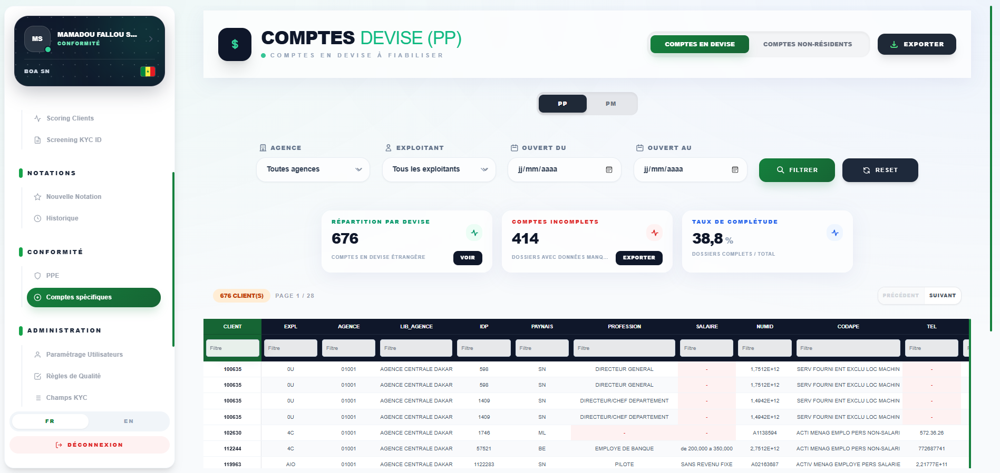 MS
MAMADOU FALLOU S...
CONFORMITÉ
BOA SN
Scoring Clients
Screening KYC ID
NOTATIONS
Nouvelle Notation
Historique
CONFORMITÉ
PPE
Comptes spécifiques
ADMINISTRATION
Paramétrage Utilisateurs
Règles de Qualité
Champs KYC
FR EN
DÉCONNEXION
$
COMPTES DEVISE (PP)
COMPTES EN DEVISE À FIABILISER
COMPTES EN DEVISE COMPTES NON-RÉSIDENTS EXPORTER
PP PM
AGENCE EXPLOITANT OUVERT DU OUVERT AU
Toutes agences Tous les exploitants jj/mm/aaaa jj/mm/aaaa FILTRER RESET
RÉPARTITION PAR DEVISE
676
COMPTES EN DEVISE ÉTRANGÈRE VOIR
COMPTES INCOMPLETS
414
DOSSIERS AVEC DONNÉES MANQ... EXPORTER
TAUX DE COMPLÉTUDE
38,8 %
DOSSIERS COMPLETS / TOTAL
676 CLIENT(S) PAGE 1 / 28 PRÉCÉDENT SUIVANT
CLIENT EXPL AGENCE LIB_AGENCE IDP PAYNAIS PROFESSION SALAIRE NUMID CODAPE TEL
Filtre Filtre Filtre Filtre Filtre Filtre Filtre Filtre Filtre Filtre Filtre
100635 0U 01001 AGENCE CENTRALE DAKAR 598 SN DIRECTEUR GENERAL - 1,7512E+12 SERV FOURNI ENT EXCLU LOC MACHIN -
100635 0U 01001 AGENCE CENTRALE DAKAR 598 SN DIRECTEUR GENERAL - 1,7512E+12 SERV FOURNI ENT EXCLU LOC MACHIN -
100635 0U 01001 AGENCE CENTRALE DAKAR 1409 SN DIRECTEUR/CHEF DEPARTEMENT - 1,4942E+12 SERV FOURNI ENT EXCLU LOC MACHIN -
100635 0U 01001 AGENCE CENTRALE DAKAR 1409 SN DIRECTEUR/CHEF DEPARTEMENT - 1,4942E+12 SERV FOURNI ENT EXCLU LOC MACHIN -
102630 4C 01001 AGENCE CENTRALE DAKAR 1746 ML - - A1138594 ACTI MENAG EMPLO PERS NON-SALARI 572.36.26
112244 4C 01001 AGENCE CENTRALE DAKAR 57521 BE EMPLOYE DE BANQUE de 200,000 a 350,000 2,7512E+12 ACTI MENAG EMPLO PERS NON-SALARI 772687741
119963 AIO 01001 AGENCE CENTRALE DAKAR 1122283 SN PILOTE SANS REVENU FIXE A02163687 ACTIV MENAG EMPLOYE PERS SALARIE 2,21777E+11